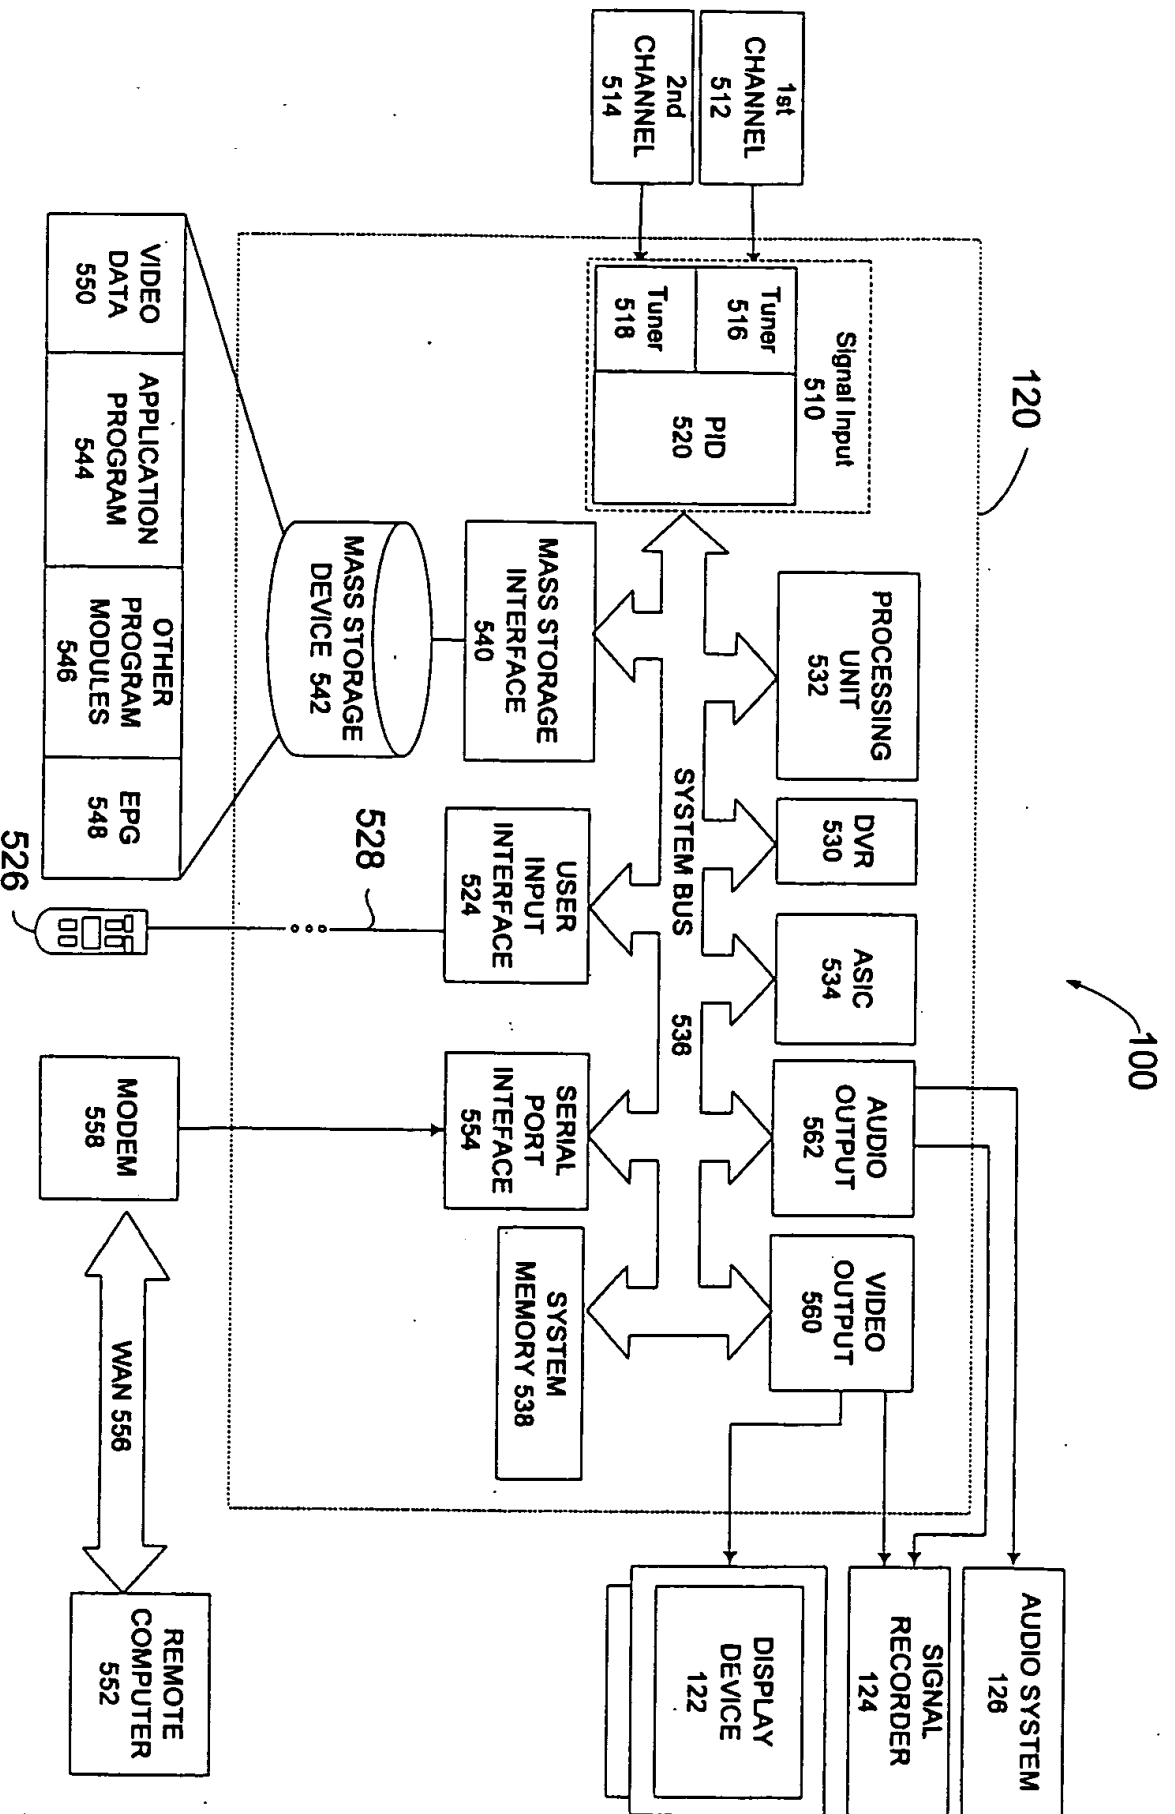 100
120
1st
CHANNEL
512
2nd
CHANNEL
514
Signal Input
510
Tuner
516
Tuner
518
PID
520
PROCESSING
UNIT
532
DVR
530
ASIC
534
AUDIO
OUTPUT
562
VIDEO
OUTPUT
560
AUDIO SYSTEM
126
SIGNAL
RECORDER
124
DISPLAY
DEVICE
122
SYSTEM BUS 536
MASS STORAGE
INTERFACE
540
USER
INPUT
INTERFACE
524
SERIAL
PORT
INTEFACE
554
SYSTEM
MEMORY 538
MASS STORAGE
DEVICE 542
528
VIDEO
DATA
550
APPLICATION
PROGRAM
544
OTHER
PROGRAM
MODULES
546
EPG
548
526
MODEM
558
WAN 556
REMOTE
COMPUTER
552